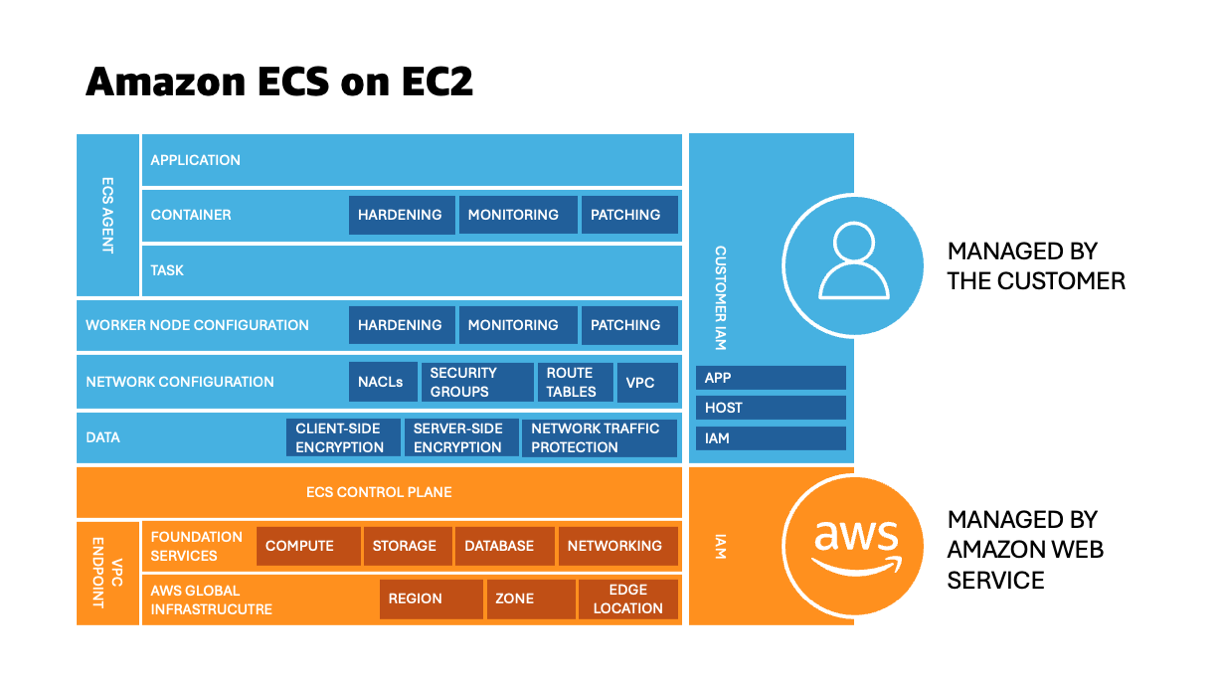 Amazon ECS on EC2
ECS AGENT
APPLICATION
CONTAINER
HARDENING
MONITORING
PATCHING
TASK
WORKER NODE CONFIGURATION
HARDENING
MONITORING
PATCHING
NETWORK CONFIGURATION
NACLs
SECURITY
GROUPS
ROUTE
TABLES
VPC
DATA
CLIENT-SIDE
ENCRYPTION
SERVER-SIDE
ENCRYPTION
NETWORK TRAFFIC
PROTECTION
CUSTOMER IAM
APP
HOST
IAM
MANAGED BY
THE CUSTOMER
ECS CONTROL PLANE
VPC
ENDPOINT
FOUNDATION
SERVICES
COMPUTE
STORAGE
DATABASE
NETWORKING
AWS GLOBAL
INFRASTRUCUTRE
REGION
ZONE
EDGE
LOCATION
IAM
aws
MANAGED BY
AMAZON WEB
SERVICE